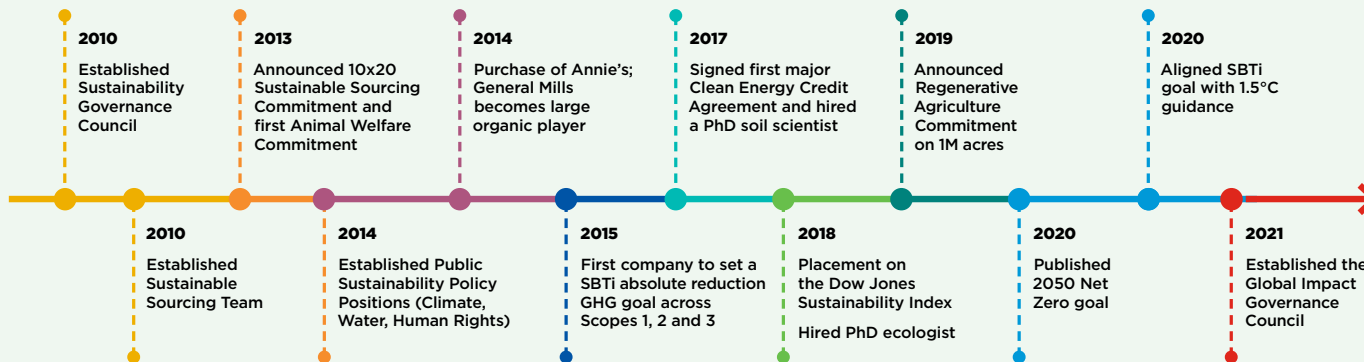 2010
Established
Sustainability
Governance
Council
2013
Announced 10x20
Sustainable Sourcing
Commitment and
first Animal Welfare
Commitment
2014
Purchase of Annie's;
General Mills
becomes large
organic player
2017
Signed first major
Clean Energy Credit
Agreement and hired
a PhD soil scientist
2019
Announced
Regenerative
Agriculture
Commitment
on 1M acres
2020
Aligned SBTi
goal with 1.5°C
guidance
2010
Established
Sustainable
Sourcing Team
2014
Established Public
Sustainability Policy
Positions (Climate,
Water, Human Rights)
2015
First company to set a
SBTi absolute reduction
GHG goal across
Scopes 1, 2 and 3
2018
Placement on
the Dow Jones
Sustainability Index
Hired PhD ecologist
2020
Published
2050 Net
Zero goal
2021
Established the
Global Impact
Governance
Council